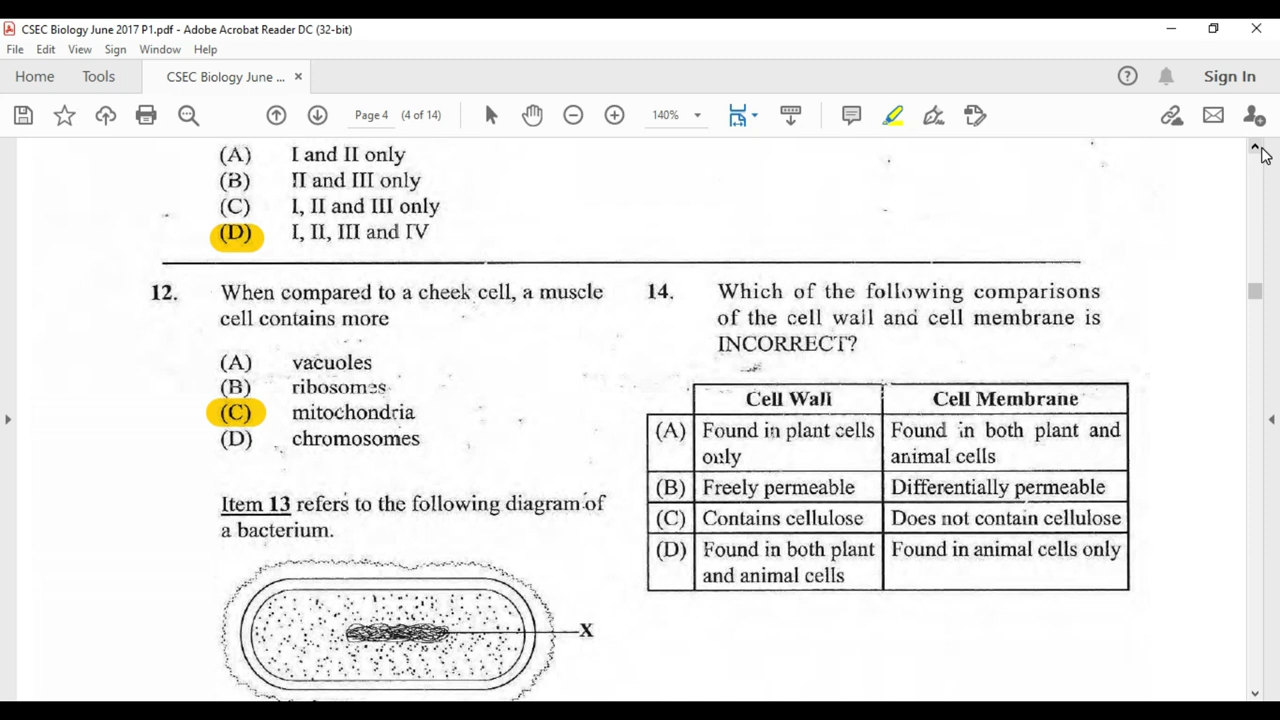 CSEC Biology June 2017 P1.pdf - Adobe Acrobat Reader DC (32-bit)
File Edit View Sign Window Help
Home Tools CSEC Biology June ... × Sign In
Page 4 (4 of 14) 140%
(A) I and II only
(B) II and III only
(C) I, II and III only
(D) I, II, III and IV
12. When compared to a cheek cell, a muscle
cell contains more
(A) vacuoles
(B) ribosomes
(C) mitochondria
(D) chromosomes
Item 13 refers to the following diagram of
a bacterium.
X
14. Which of the following comparisons
of the cell wall and cell membrane is
INCORRECT?
Cell Wall Cell Membrane
(A) Found in plant cells Found in both plant and
only animal cells
(B) Freely permeable Differentially permeable
(C) Contains cellulose Does not contain cellulose
(D) Found in both plant Found in animal cells only
and animal cells